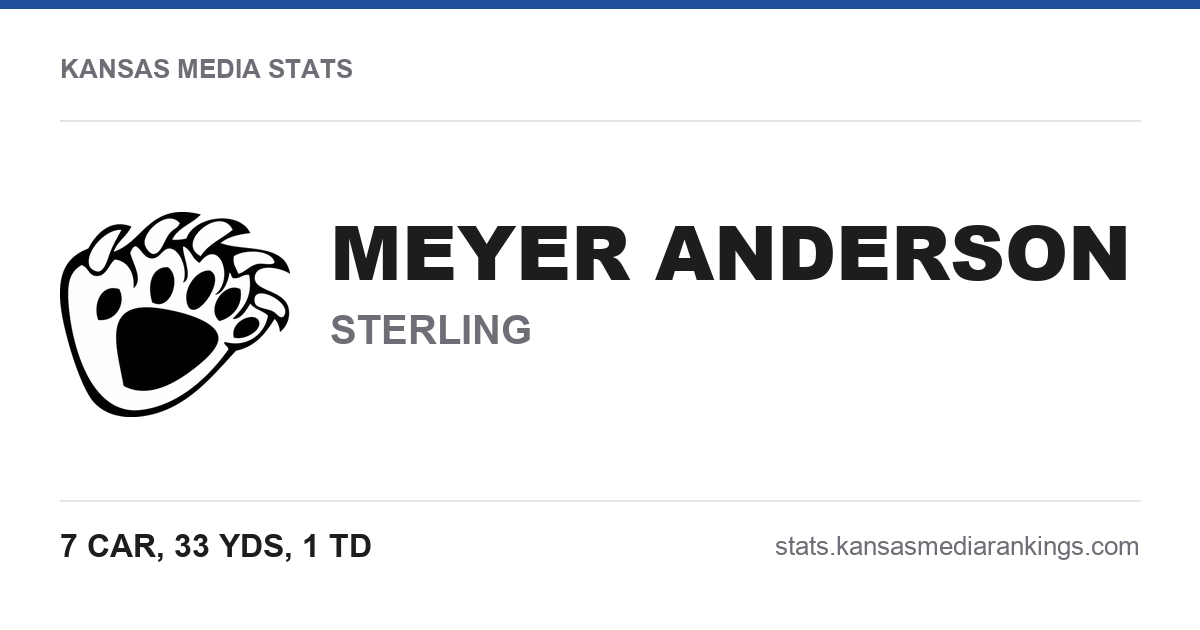 KANSAS MEDIA STATS
MEYER ANDERSON
STERLING
7 CAR, 33 YDS, 1 TD
stats.kansasmediarankings.com